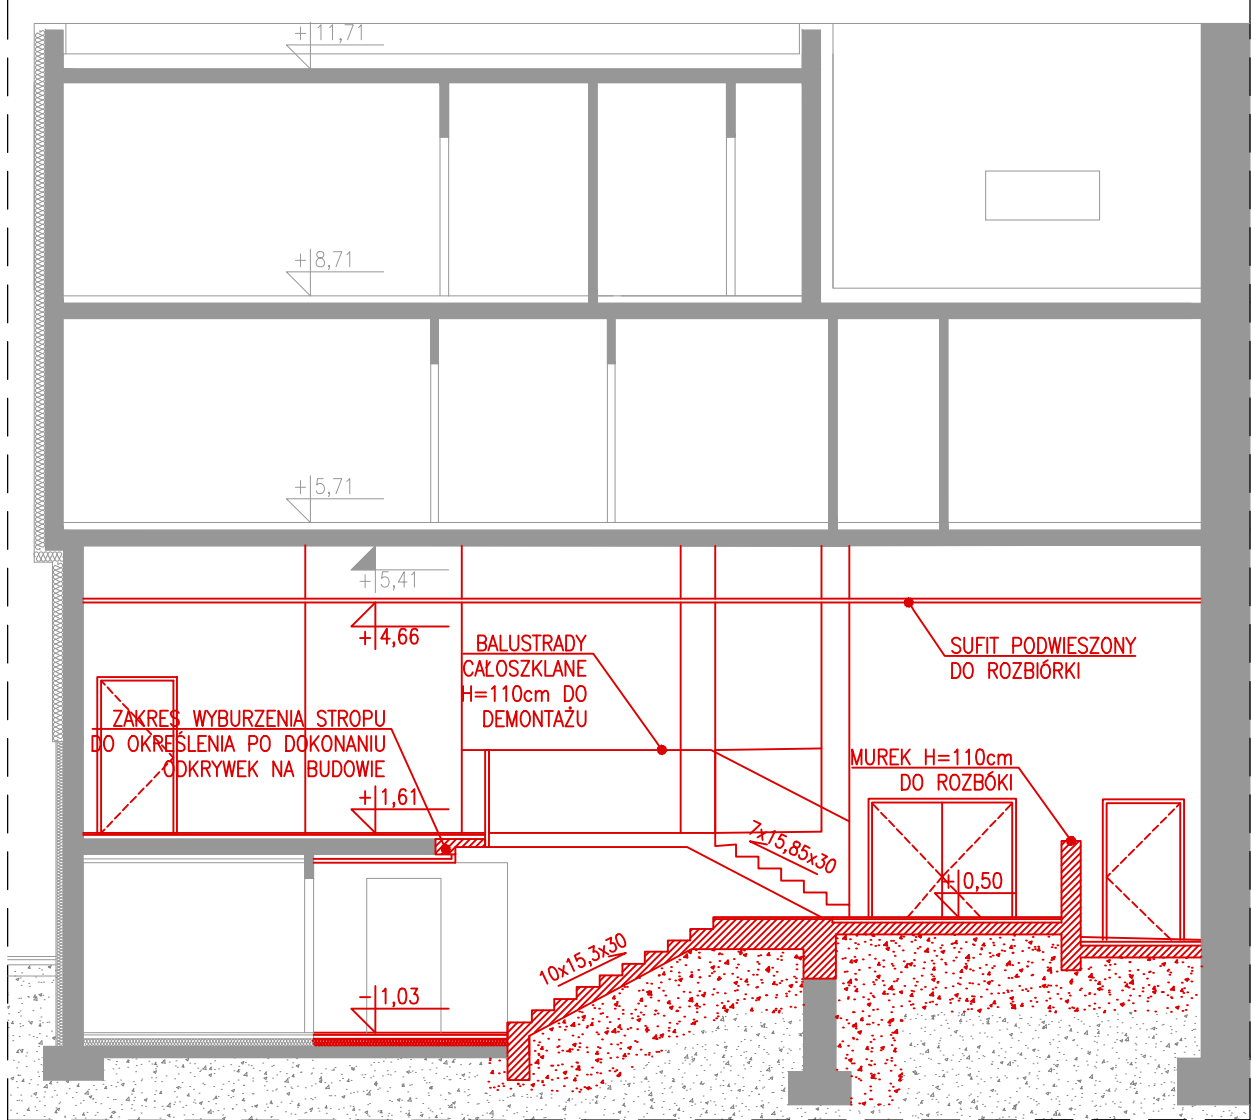 +11,71
+8,71
+5,71
+5,41
+4,66
BALUSTRADY
CAŁOSZKLANE
H=110cm DO
DEMONTAŻU
SUFIT PODWIESZONY
DO ROZBIÓRKI
ZAKRES WYBURZENIA STROPU
DO OKREŚLENIA PO DOKONANIU
ODKRYWEK NA BUDOWIE
MUREK H=110cm
DO ROZBÓKI
+1,61
7x15,85x30
+0,50
10x15,3x30
-1,03